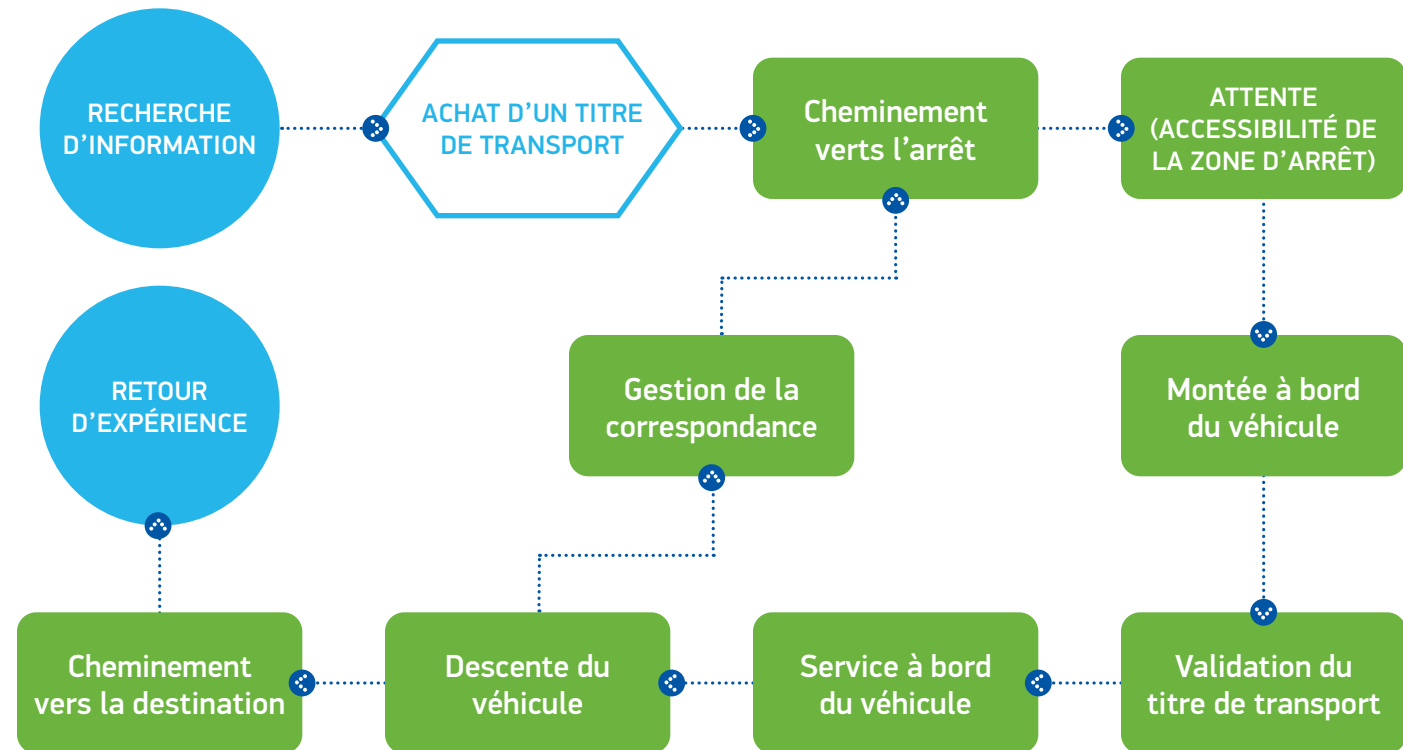 RECHERCHE
D’INFORMATION
ACHAT D’UN TITRE
DE TRANSPORT
Cheminement
verts l’arrêt
ATTENTE
(ACCESSIBILITÉ DE
LA ZONE D’ARRÊT)
RETOUR
D’EXPÉRIENCE
Gestion de la
correspondance
Montée à bord
du véhicule
Cheminement
vers la destination
Descente du
véhicule
Service à bord
du véhicule
Validation du
titre de transport